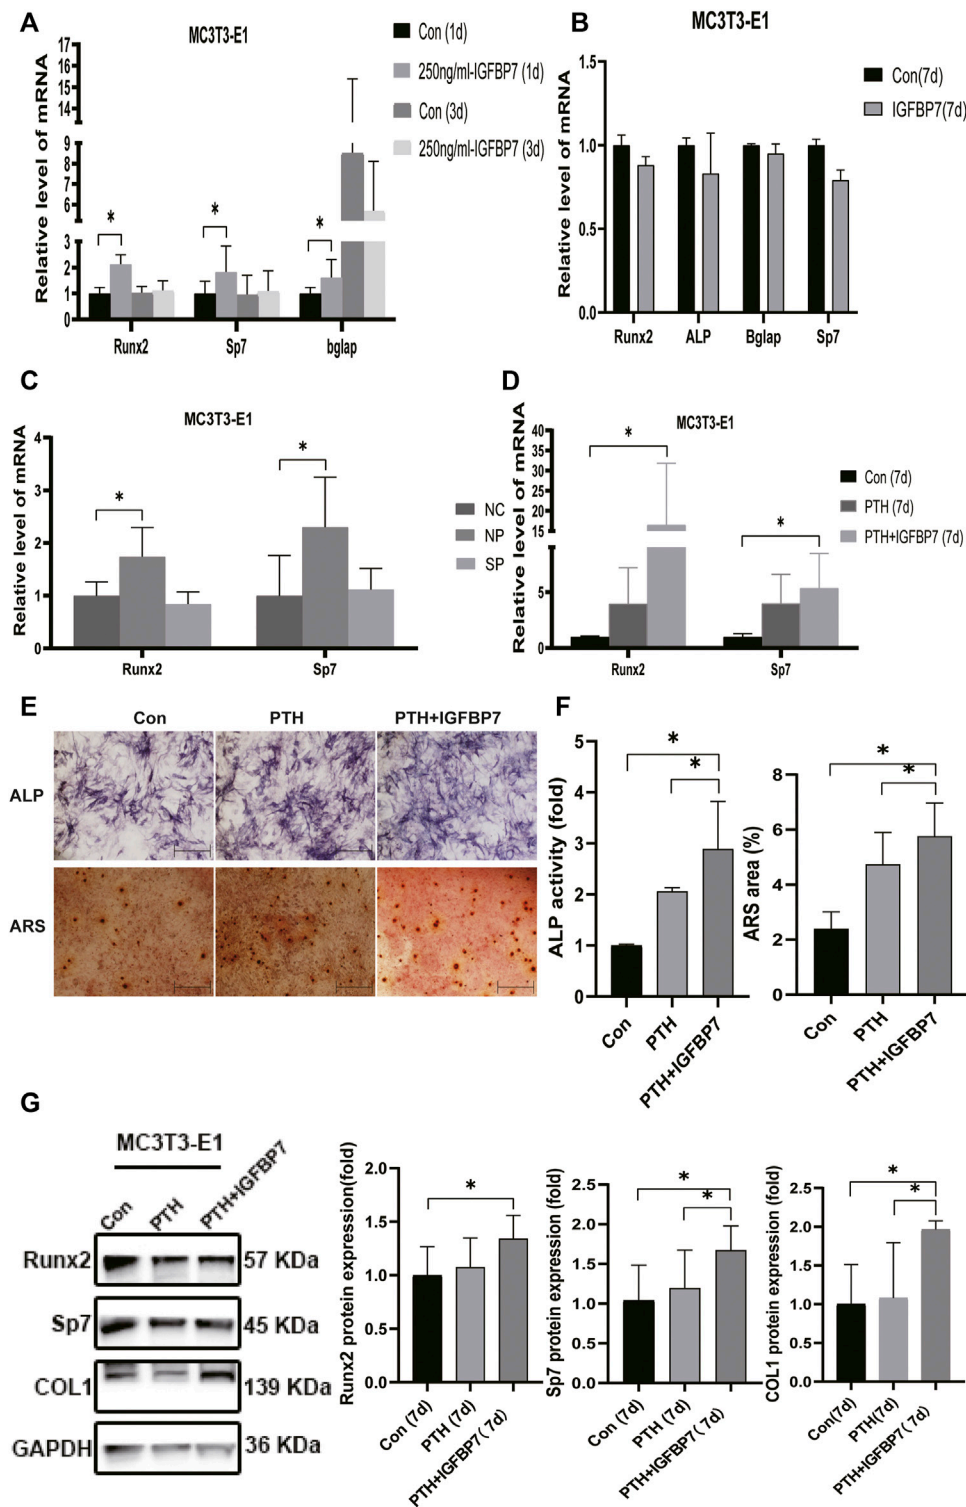 A
MC3T3-E1
Relative level of mRNA
17
16
15
14
9
8
7
6
3
2
1
0
*
*
*
Runx2
Sp7
bglap
Con (1d)
250ng/ml-IGFBP7 (1d)
Con (3d)
250ng/ml-IGFBP7 (3d)
B
MC3T3-E1
Relative level of mRNA
1.5
1.0
0.5
0.0
Runx2
ALP
Bglap
Sp7
Con(7d)
IGFBP7(7d)
C
MC3T3-E1
Relative level of mRNA
4
3
2
1
0
*
*
Runx2
Sp7
NC
NP
SP
D
MC3T3-E1
Relative level of mRNA
40
35
30
25
20
15
5
0
*
*
Runx2
Sp7
Con (7d)
PTH (7d)
PTH+IGFBP7 (7d)
E
Con
PTH
PTH+IGFBP7
ALP
ARS
F
ALP activity (fold)
5
4
3
2
1
0
*
*
Con
PTH
PTH+IGFBP7
ARS area (%)
8
6
4
2
0
*
*
Con
PTH
PTH+IGFBP7
G
MC3T3-E1
Con
PTH
PTH+IGFBP7
Runx2
57 KDa
Sp7
45 KDa
COL1
139 KDa
GAPDH
36 KDa
Runx2 protein expression(fold)
2.0
1.5
1.0
0.5
0.0
*
Con (7d)
PTH (7d)
PTH+IGFBP7( 7d)
Sp7 protein expression (fold)
2.5
2.0
1.5
1.0
0.5
0.0
*
*
Con (7d)
PTH (7d)
PTH+IGFBP7( 7d)
COL1 protein expression (fold)
2.5
2.0
1.5
1.0
0.5
0.0
*
*
Con(7d)
PTH(7d)
PTH+IGFBP7( 7d)